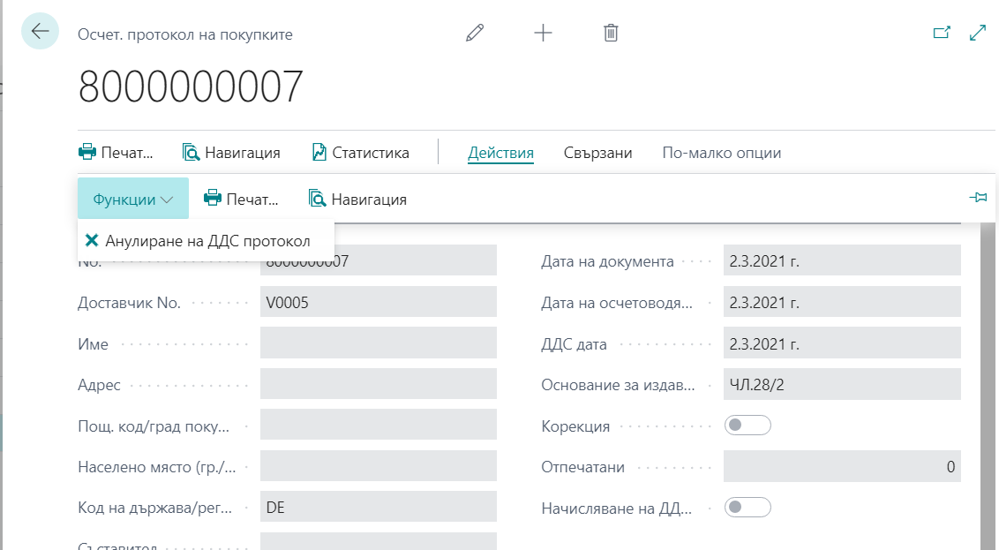 Осчет. протокол на покупките
8000000007
Печат... Навигация Статистика Действия Свързани По-малко опции
Функции Печат... Навигация
Анулиране на ДДС протокол
No. 8000000007 Дата на документа 2.3.2021 г.
Доставчик No. V0005 Дата на осчетоводя... 2.3.2021 г.
Име ДДС дата 2.3.2021 г.
Адрес Основание за издав... ЧЛ.28/2
Пощ. код/град поку... Корекция
Населено място (гр./... Отпечатани 0
Код на държава/рег... DE Начисляване на ДД...
Съставител